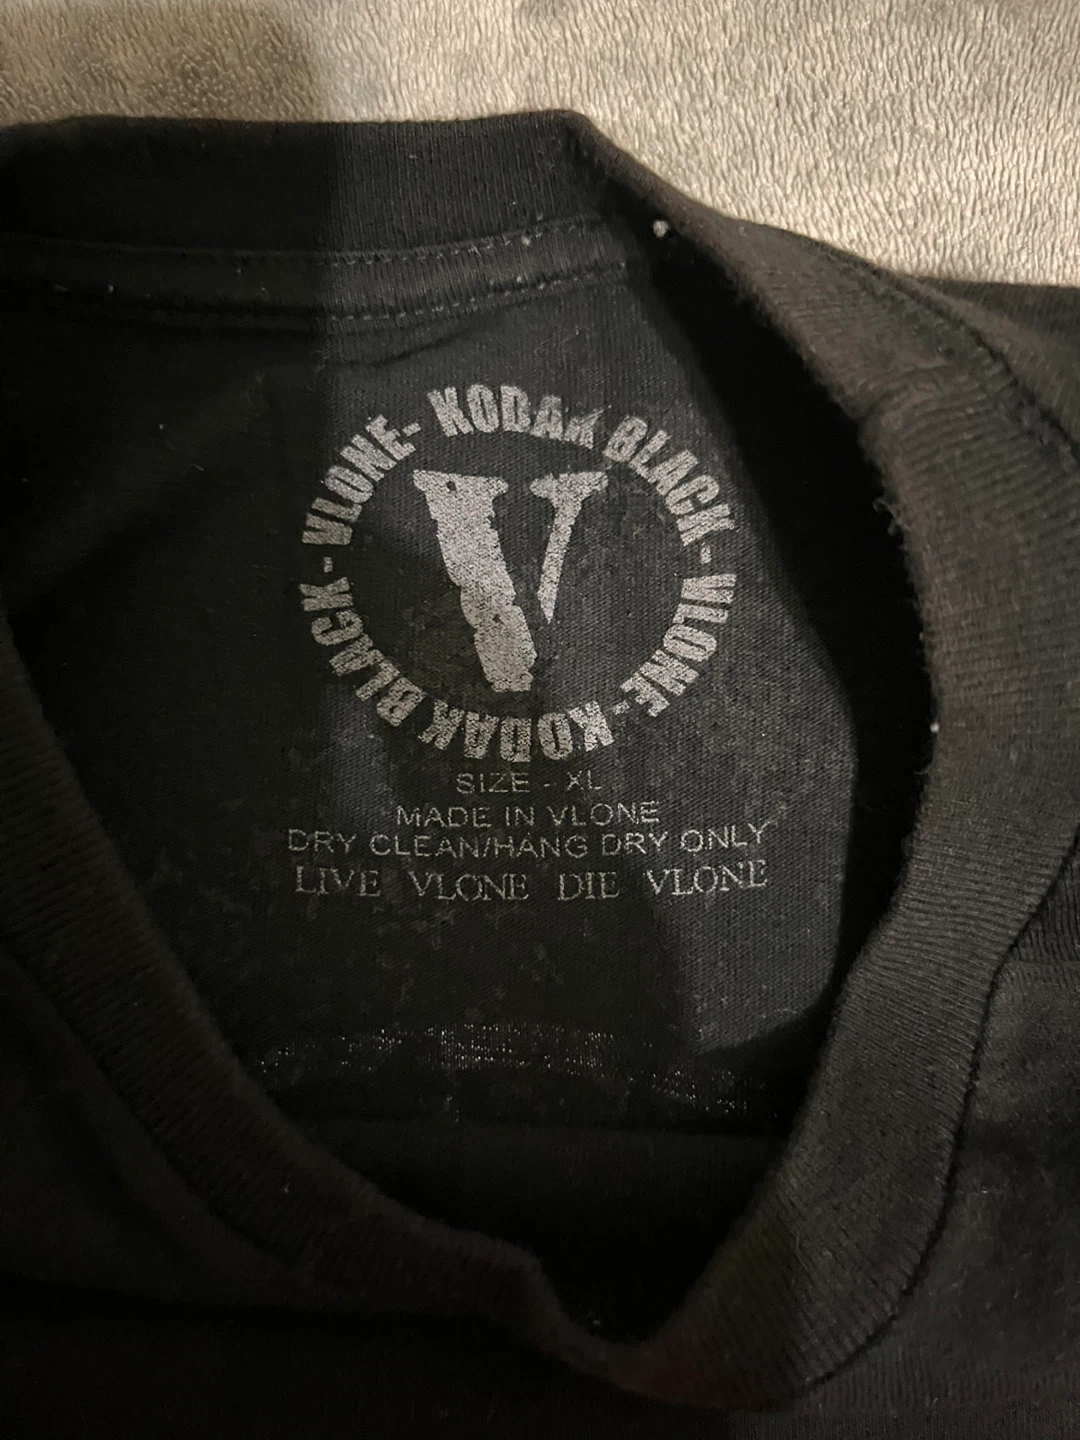 VLONE- KODAK BLACK - VLONE - KODAK BLACK -
V
SIZE - XL
MADE IN VLONE
DRY CLEAN/HANG DRY ONLY
LIVE VLONE DIE VLONE